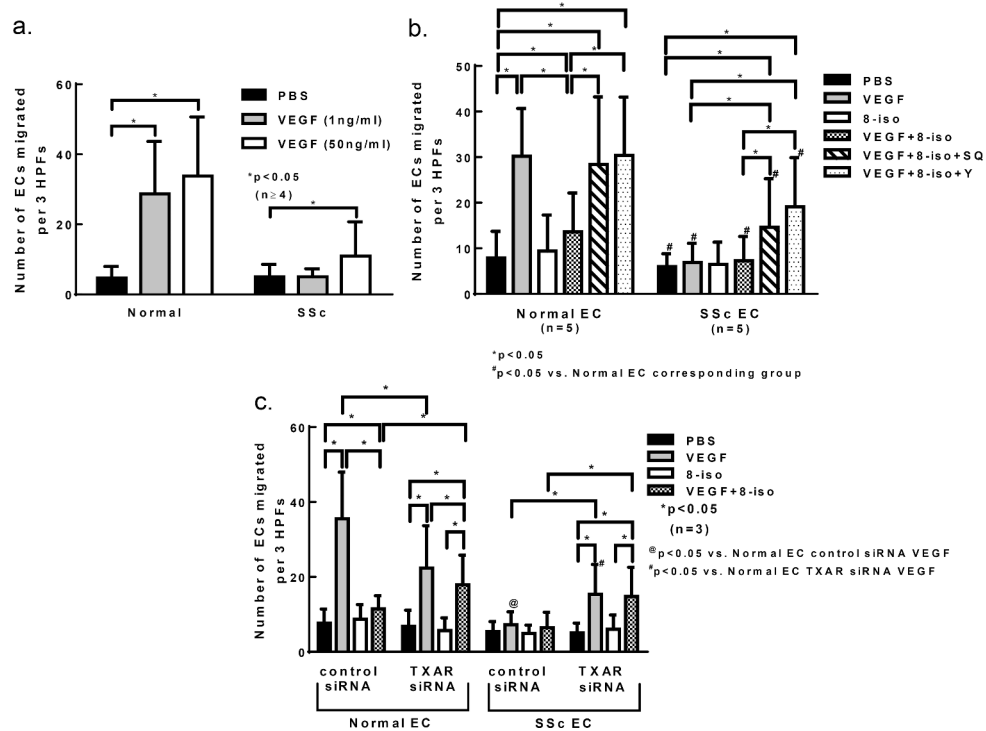 a.
Number of ECs migrated
per 3 HPFs
60
40
20
0
*
*
*
Normal
SSc
PBS
VEGF (1ng/ml)
VEGF (50ng/ml)
*p<0.05
(n≥4)
b.
Number of ECs migrated
per 3 HPFs
50
40
30
20
10
0
*
*
*
*
*
*
*
*
*
*
*
*
*
#
#
#
#
#
Normal EC
(n=5)
SSc EC
(n=5)
PBS
VEGF
8-iso
VEGF+8-iso
VEGF+8-iso+SQ
VEGF+8-iso+Y
*p<0.05
#p<0.05 vs. Normal EC corresponding group
c.
Number of ECs migrated
per 3 HPFs
60
40
20
0
*
*
*
*
*
*
*
*
*
*
*
*
*
*
@
#
control
siRNA
TXAR
siRNA
control
siRNA
TXAR
siRNA
Normal EC
SSc EC
PBS
VEGF
8-iso
VEGF+8-iso
*p<0.05
(n=3)
@p<0.05 vs. Normal EC control siRNA VEGF
#p<0.05 vs. Normal EC TXAR siRNA VEGF